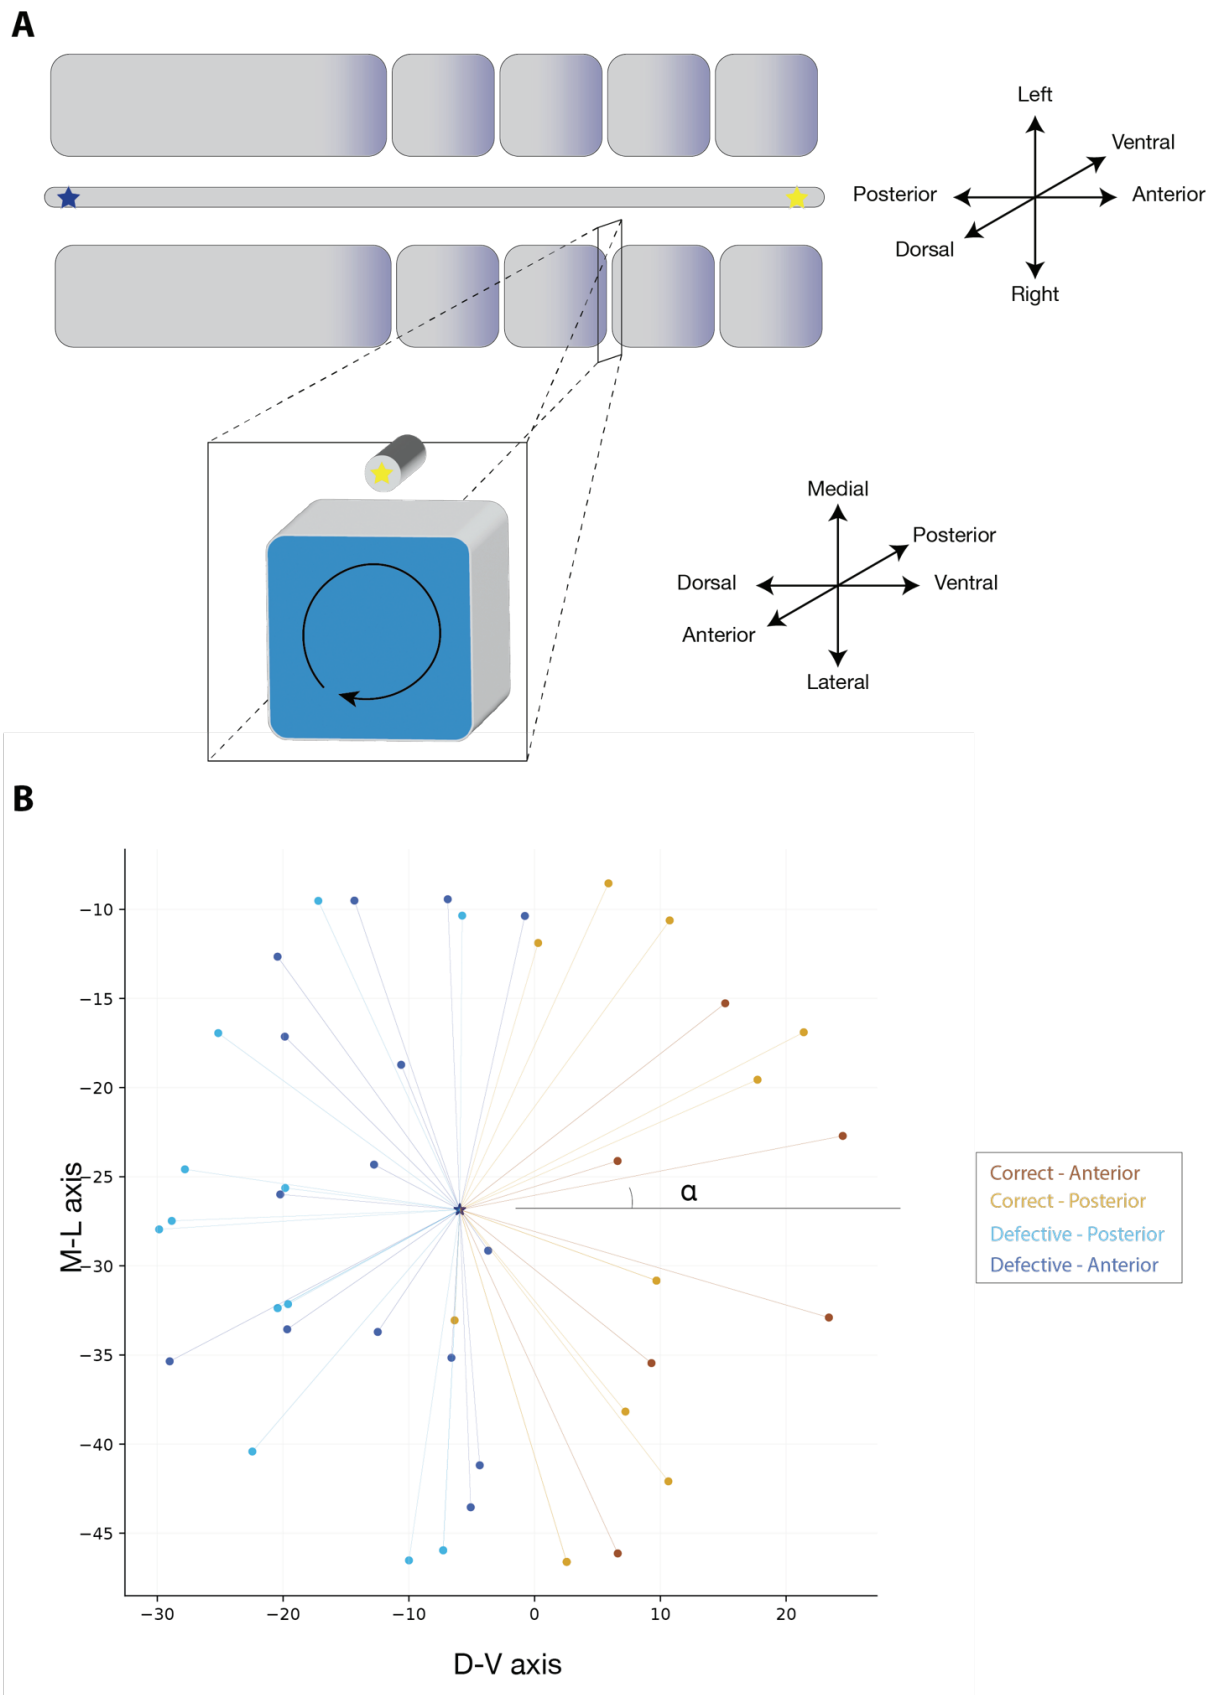 A
Left
Ventral
Posterior
Anterior
Dorsal
Right
Medial
Posterior
Dorsal
Ventral
Anterior
Lateral
B
−10
−15
−20
−25
−30
−35
−40
−45
M-L axis
α
−30
−20
−10
0
10
20
D-V axis
Correct - Anterior
Correct - Posterior
Defective - Posterior
Defective - Anterior